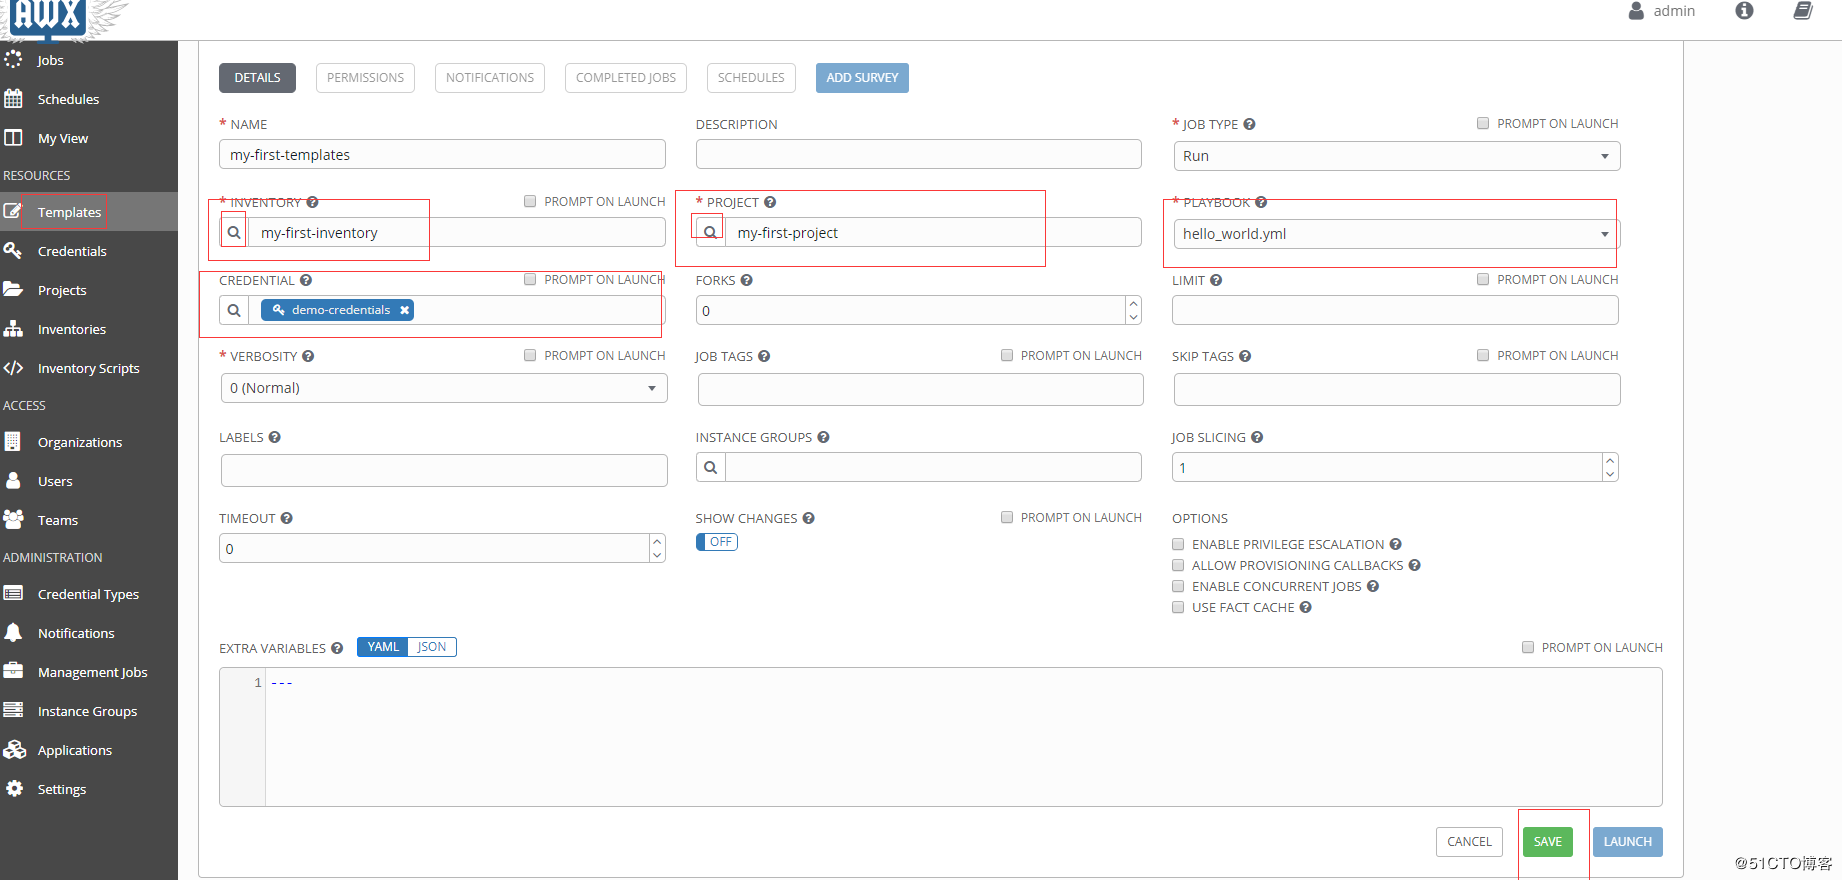 AWX
admin
Jobs
Schedules
My View
RESOURCES
Templates
Credentials
Projects
Inventories
Inventory Scripts
ACCESS
Organizations
Users
Teams
ADMINISTRATION
Credential Types
Notifications
Management Jobs
Instance Groups
Applications
Settings
DETAILS PERMISSIONS NOTIFICATIONS COMPLETED JOBS SCHEDULES ADD SURVEY
* NAME DESCRIPTION * JOB TYPE PROMPT ON LAUNCH
my-first-templates Run
* INVENTORY PROMPT ON LAUNCH * PROJECT * PLAYBOOK
my-first-inventory my-first-project hello_world.yml
CREDENTIAL PROMPT ON LAUNCH FORKS LIMIT PROMPT ON LAUNCH
demo-credentials 0
* VERBOSITY PROMPT ON LAUNCH JOB TAGS PROMPT ON LAUNCH SKIP TAGS PROMPT ON LAUNCH
0 (Normal)
LABELS INSTANCE GROUPS JOB SLICING
1
TIMEOUT SHOW CHANGES PROMPT ON LAUNCH OPTIONS
0 OFF ENABLE PRIVILEGE ESCALATION
ALLOW PROVISIONING CALLBACKS
ENABLE CONCURRENT JOBS
USE FACT CACHE
EXTRA VARIABLES YAML JSON PROMPT ON LAUNCH
1 ---
CANCEL SAVE LAUNCH
@51CTO博客